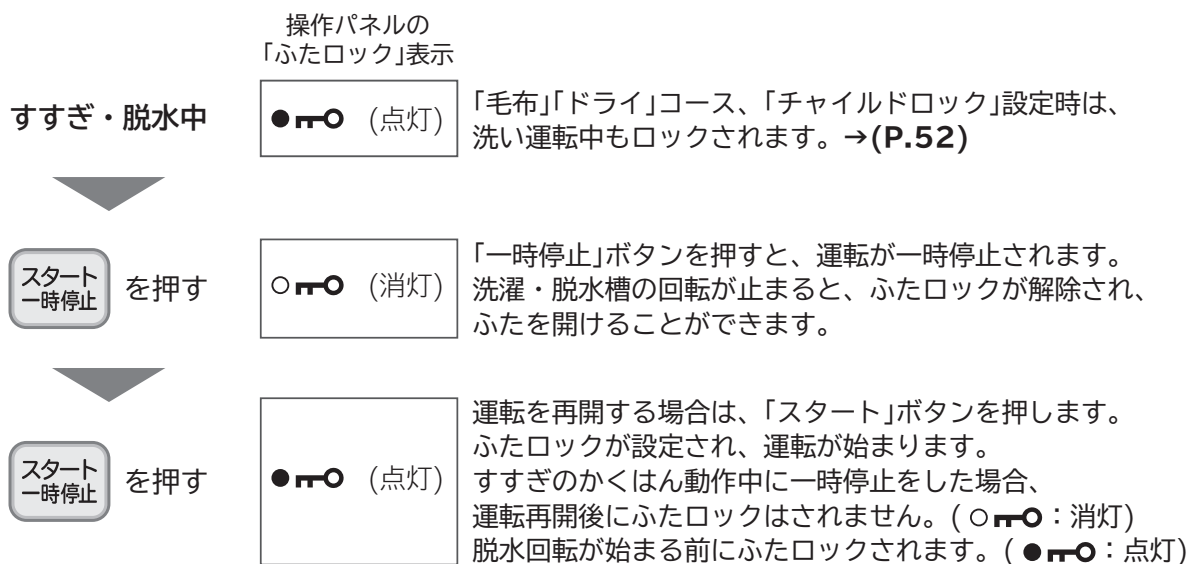 操作パネルの
「ふたロック」表示
すすぎ・脱水中
(点灯)
「毛布」「ドライ」コース、「チャイルドロック」設定時は、
洗い運転中もロックされます。→(P.52)
スタート
一時停止
を押す
(消灯)
「一時停止」ボタンを押すと、運転が一時停止されます。
洗濯・脱水槽の回転が止まると、ふたロックが解除され、
ふたを開けることができます。
スタート
一時停止
を押す
(点灯)
運転を再開する場合は、「スタート」ボタンを押します。
ふたロックが設定され、運転が始まります。
すすぎのかくはん動作中に一時停止をした場合、
運転再開後にふたロックはされません。(：消灯)
脱水回転が始まる前にふたロックされます。(：点灯)